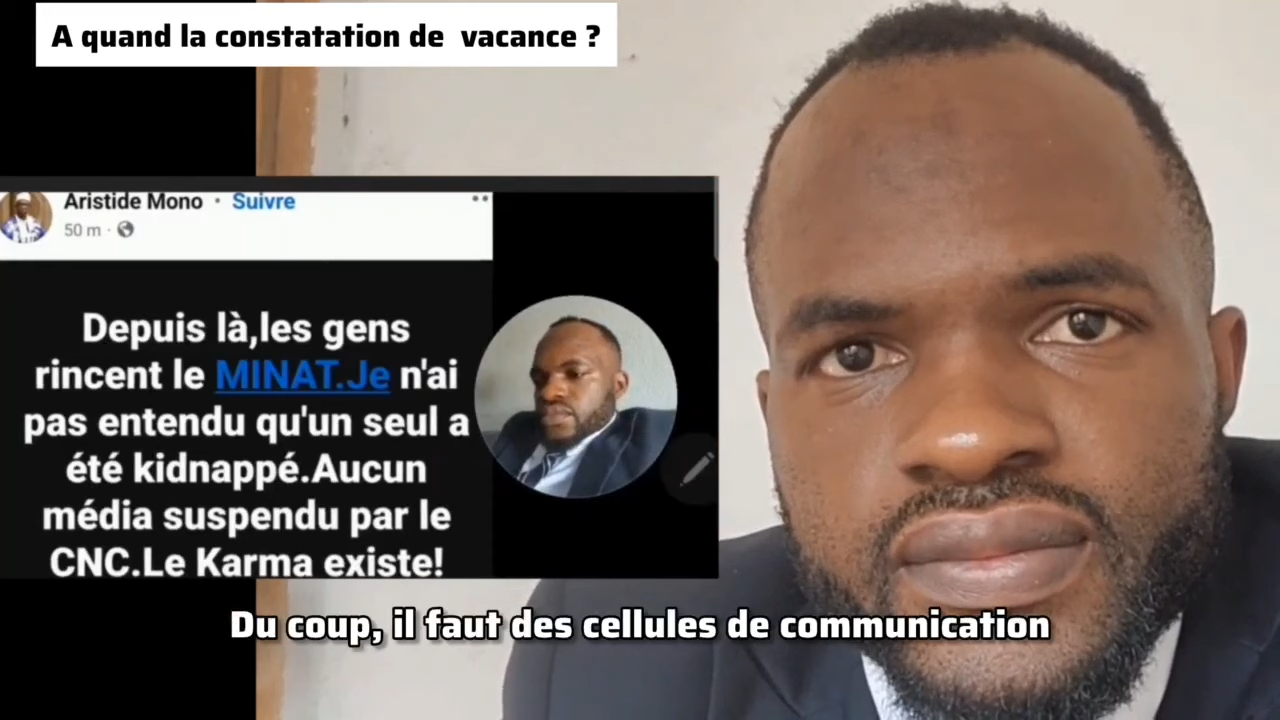 A quand la constatation de vacance ?
Aristide Mono · Suivre
50 m ·
Depuis là,les gens
rincent le MINAT.Je n'ai
pas entendu qu'un seul a
été kidnappé.Aucun
média suspendu par le
CNC.Le Karma existe!
Du coup, il faut des cellules de communication